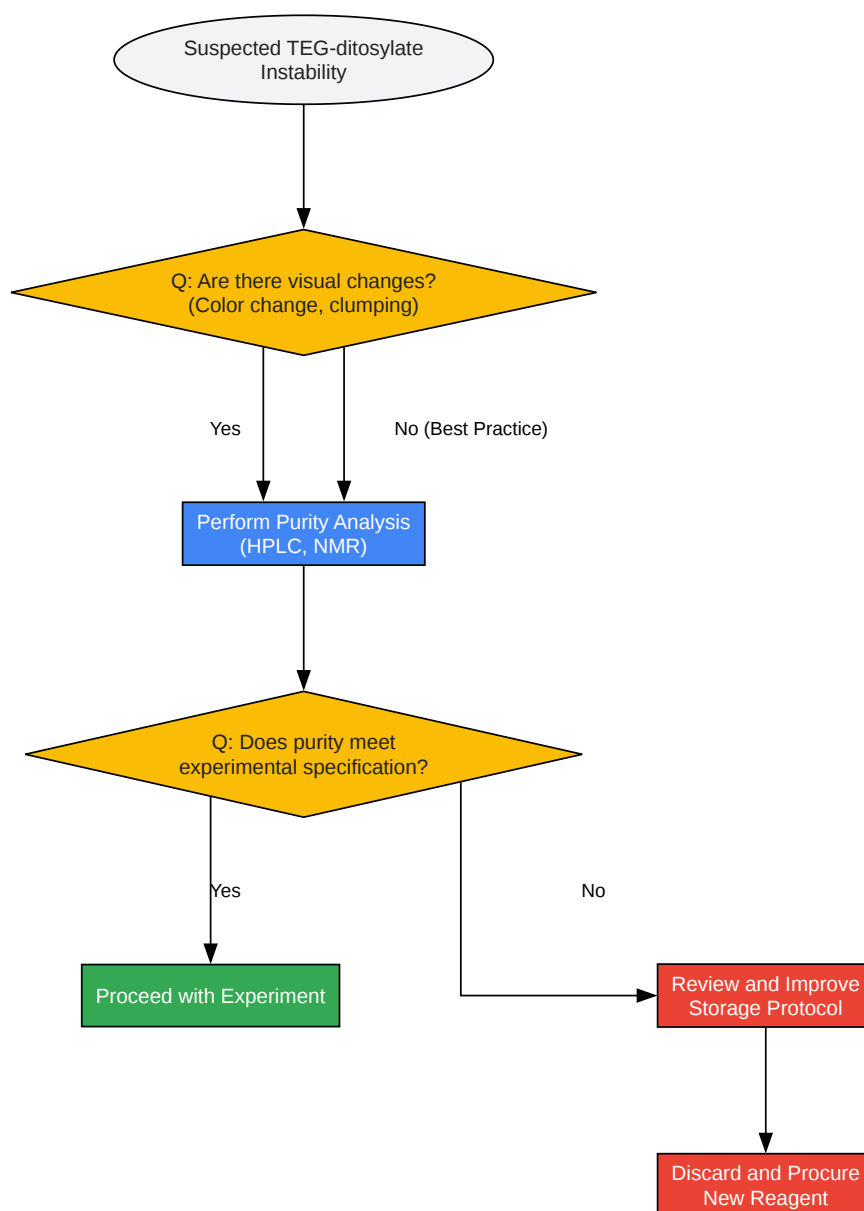 Suspected TEG-ditosylate
Instability
Q: Are there visual changes?
(Color change, clumping)
Yes
No (Best Practice)
Perform Purity Analysis
(HPLC, NMR)
Q: Does purity meet
experimental specification?
Yes
No
Proceed with Experiment
Review and Improve
Storage Protocol
Discard and Procure
New Reagent